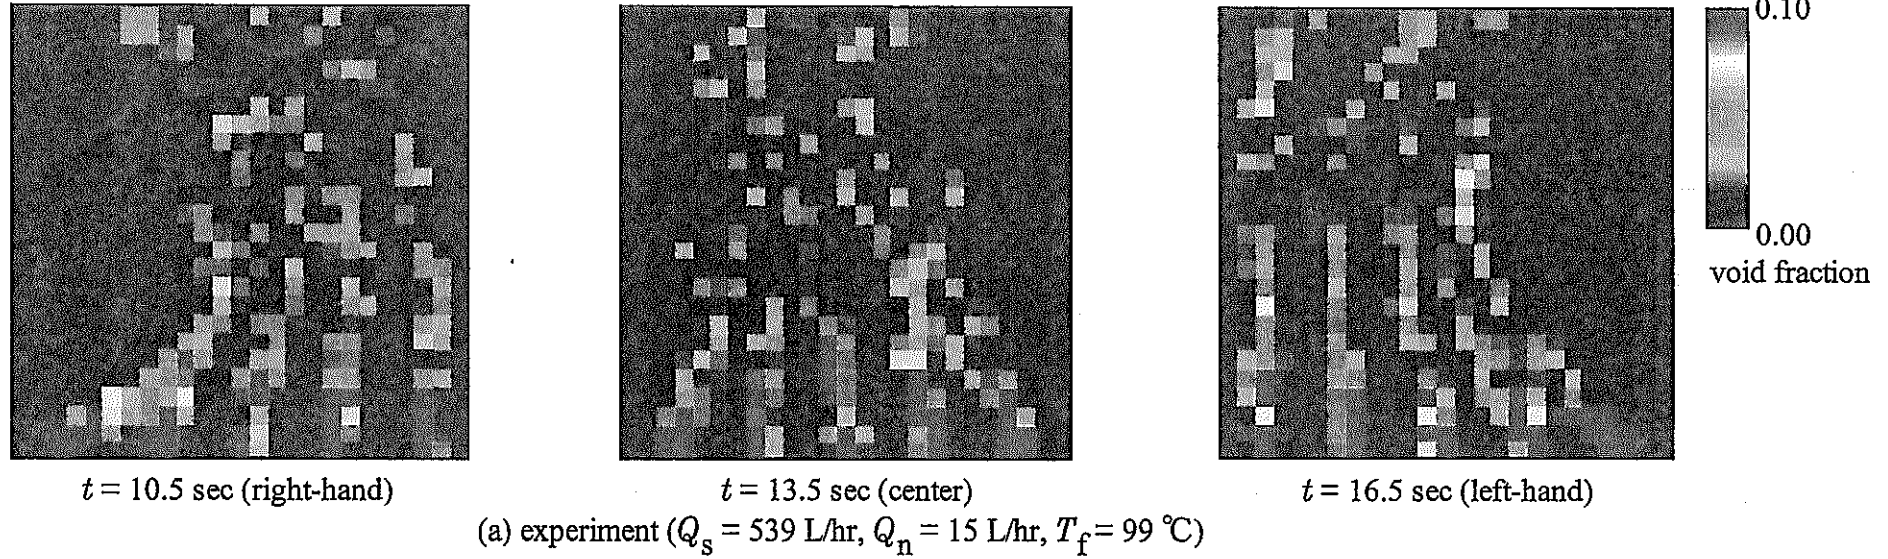 0.10
0.00
void fraction
t = 10.5 sec (right-hand)
t = 13.5 sec (center)
t = 16.5 sec (left-hand)
(a) experiment (Qs = 539 L/hr, Qn = 15 L/hr, Tf = 99 ℃)